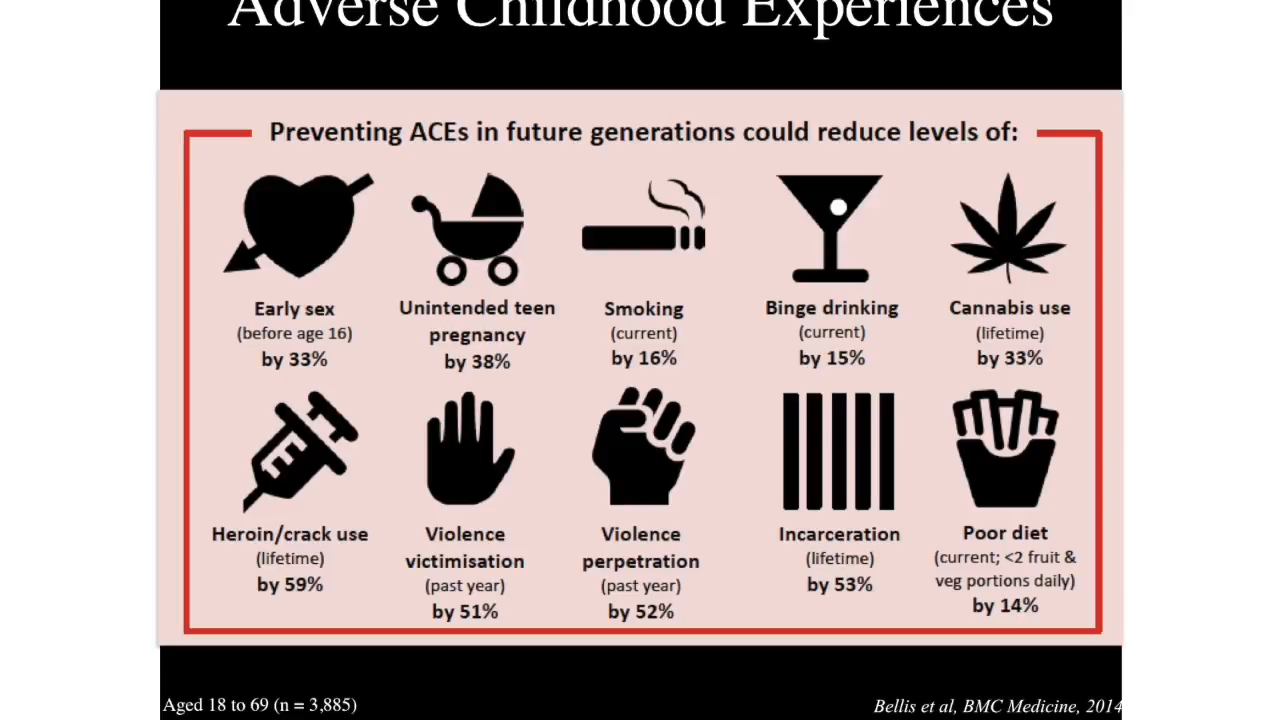 Adverse Childhood Experiences
Preventing ACEs in future generations could reduce levels of:
Early sex
(before age 16)
by 33%
Unintended teen
pregnancy
by 38%
Smoking
(current)
by 16%
Binge drinking
(current)
by 15%
Cannabis use
(lifetime)
by 33%
Heroin/crack use
(lifetime)
by 59%
Violence
victimisation
(past year)
by 51%
Violence
perpetration
(past year)
by 52%
Incarceration
(lifetime)
by 53%
Poor diet
(current; <2 fruit &
veg portions daily)
by 14%
Aged 18 to 69 (n = 3,885)
Bellis et al, BMC Medicine, 2014